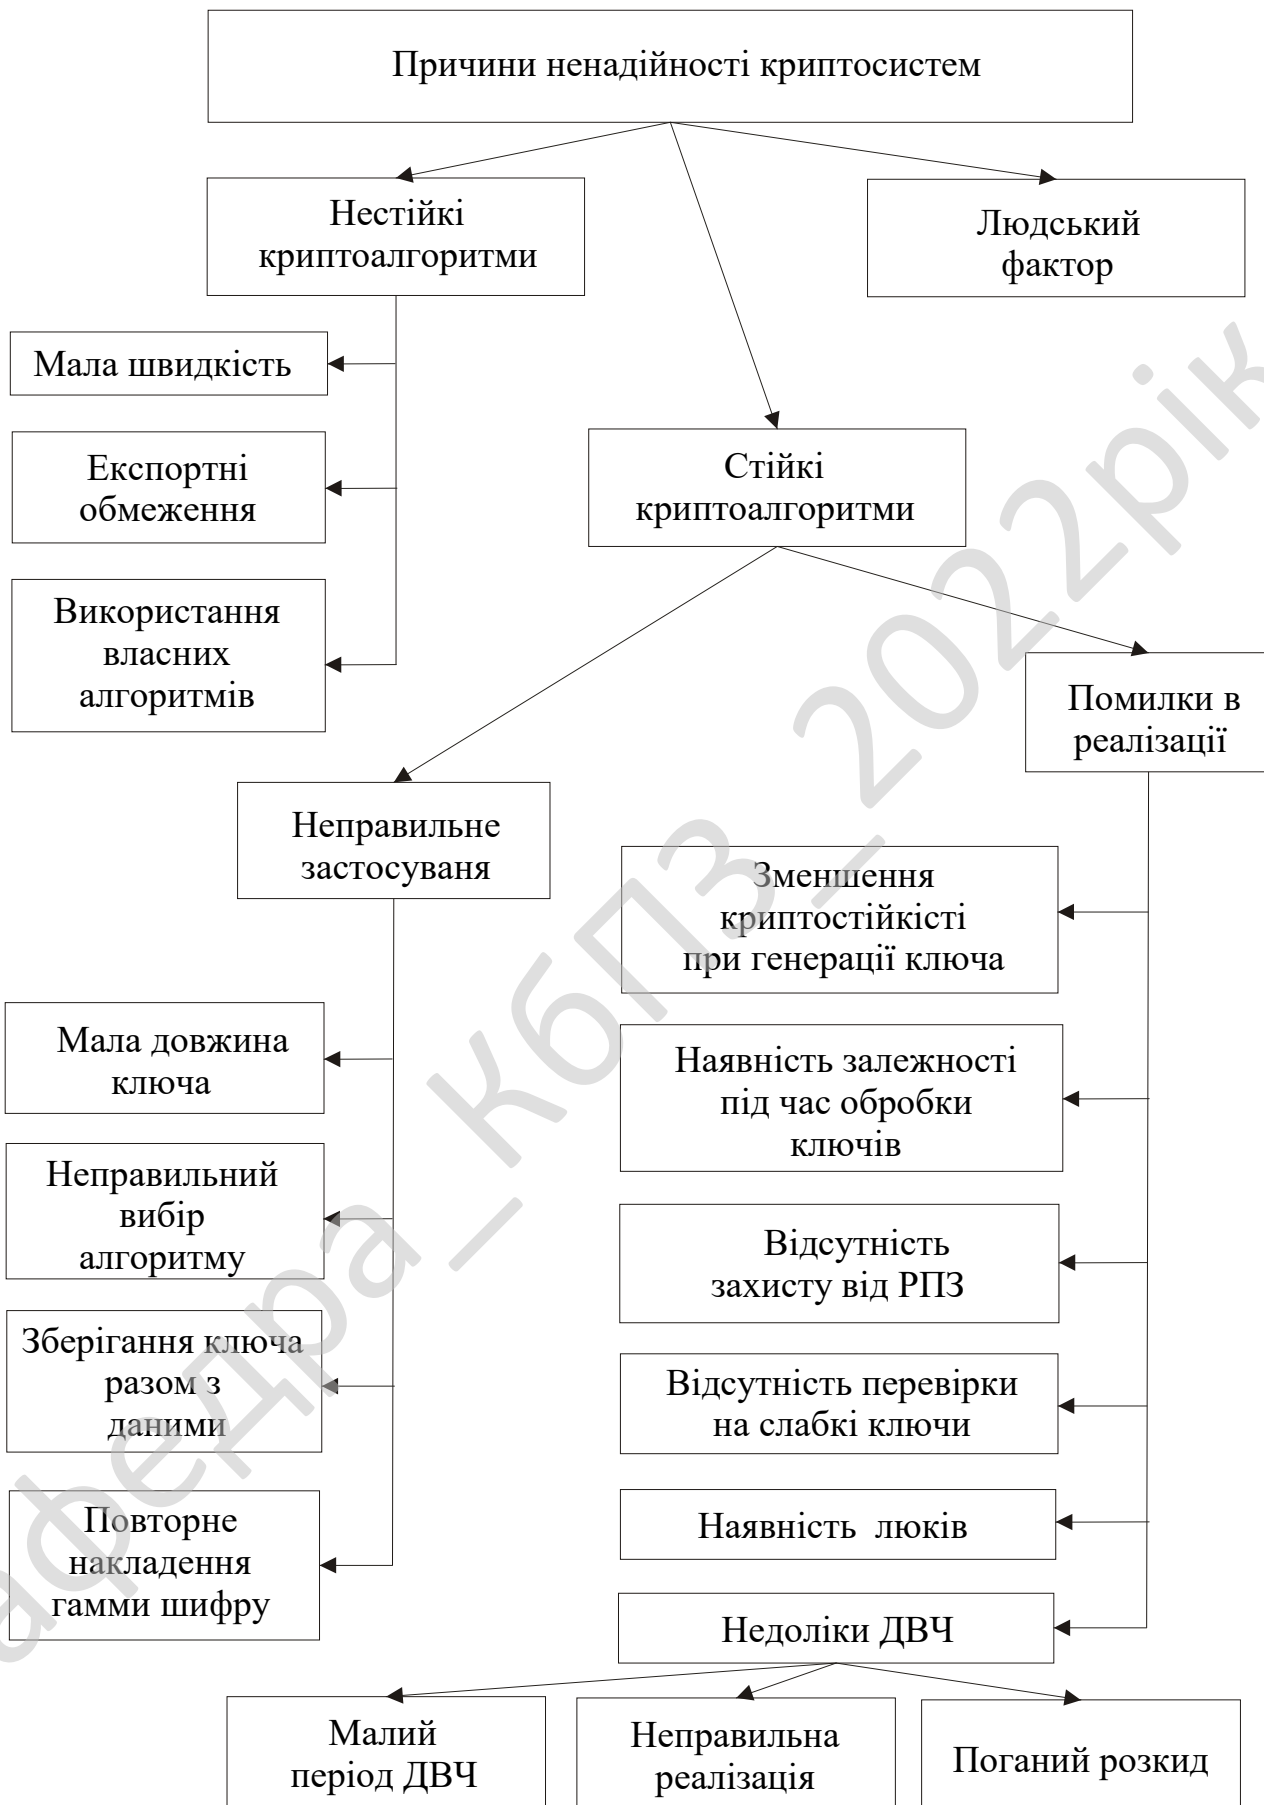 Причини ненадійності криптосистем
Нестійкі
криптоалгоритми
Людський
фактор
Мала швидкість
Експортні
обмеження
Використання
власних
алгоритмів
Стійкі
криптоалгоритми
Помилки в
реалізації
Неправильне
застосуваня
Зменшення
криптостійкісті
при генерації ключа
Мала довжина
ключа
Наявність залежності
під час обробки
ключів
Неправильний
вибір
алгоритму
Відсутність
захисту від РПЗ
Зберігання ключа
разом з
даними
Відсутність перевірки
на слабкі ключи
Повторне
накладення
гамми шифру
Наявність люків
Недоліки ДВЧ
Малий
період ДВЧ
Неправильна
реалізація
Поганий розкид
афедра_КбПЗ_2022рік